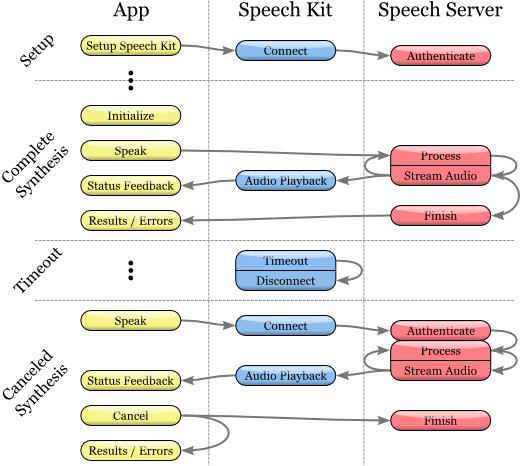 App Speech Kit Speech Server
Setup
Setup Speech Kit Connect Authenticate
Complete
Synthesis
Initialize
Speak Process
Status Feedback Audio Playback Stream Audio
Results / Errors Finish
Timeout
Timeout
Disconnect
Canceled
Synthesis
Speak Connect Authenticate
Process
Status Feedback Audio Playback Stream Audio
Cancel Finish
Results / Errors